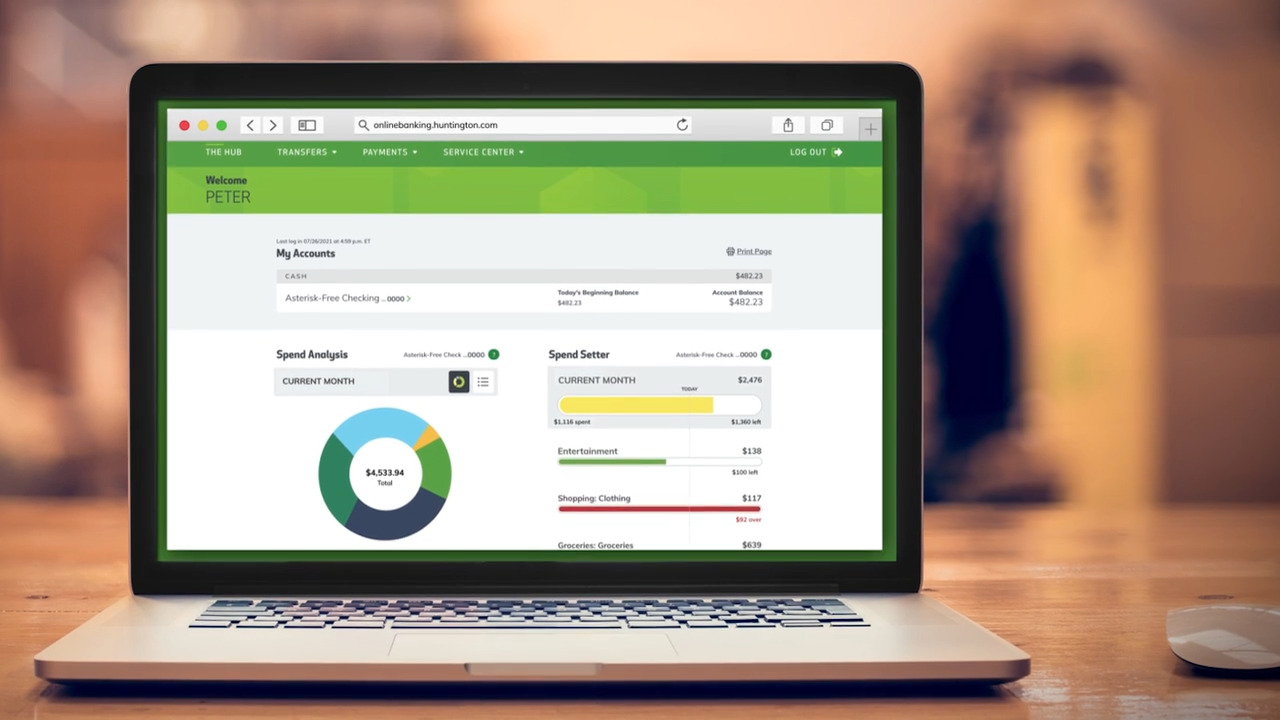 onlinebanking.huntington.com
THE HUB TRANSFERS PAYMENTS SERVICE CENTER LOG OUT
Welcome
PETER
Last log in 07/26/2021 at 4:59 p.m. ET
My Accounts Print Page
CASH $482.23
Asterisk-Free Checking ...0000 > Today's Beginning Balance Account Balance
$482.23 $482.23
Spend Analysis Asterisk-Free Check ...0000 ? Spend Setter Asterisk-Free Check ...0000 ?
CURRENT MONTH CURRENT MONTH $2,476
TODAY
$1,116 spent $1,360 left
Entertainment $138
$4,533.94 $100 left
Total
Shopping: Clothing $117
$92 over
Groceries: Groceries $639